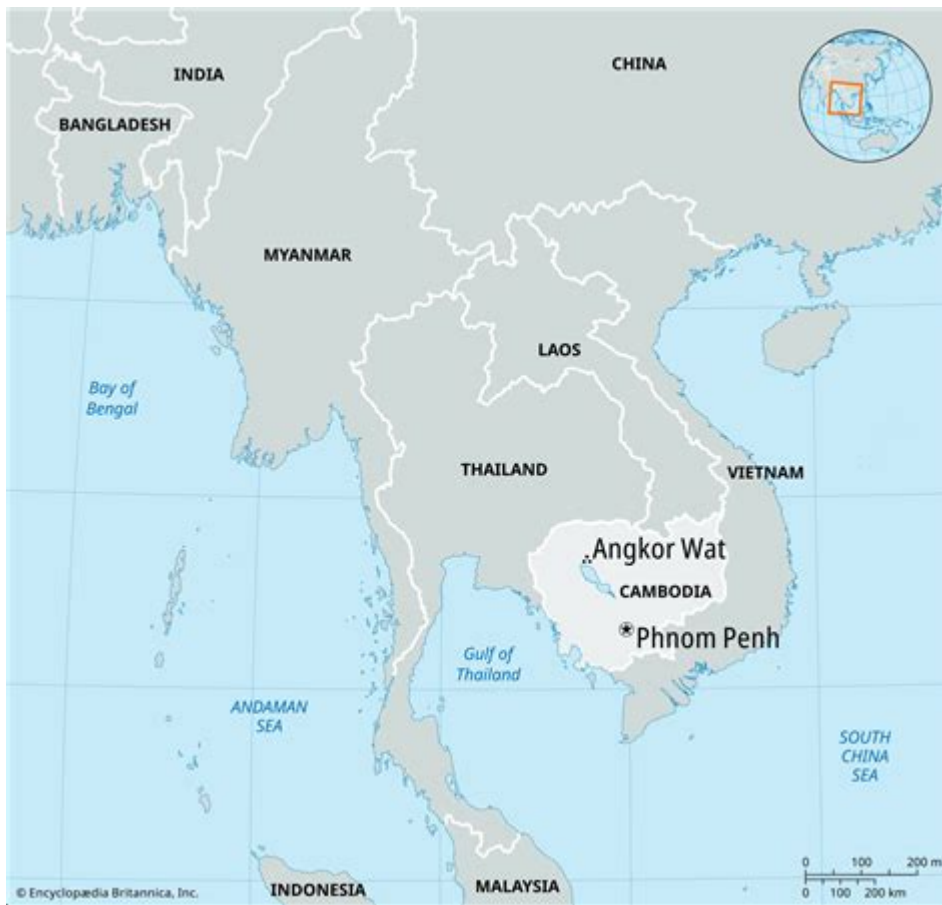 INDIA
CHINA
BANGLADESH
MYANMAR
LAOS
Bay of
Bengal
THAILAND
VIETNAM
Angkor Wat
CAMBODIA
Phnom Penh
Gulf of
Thailand
ANDAMAN
SEA
SOUTH
CHINA
SEA
0 100 200 m
0 100 200 km
© Encyclopædia Britannica, Inc.
INDONESIA
MALAYSIA